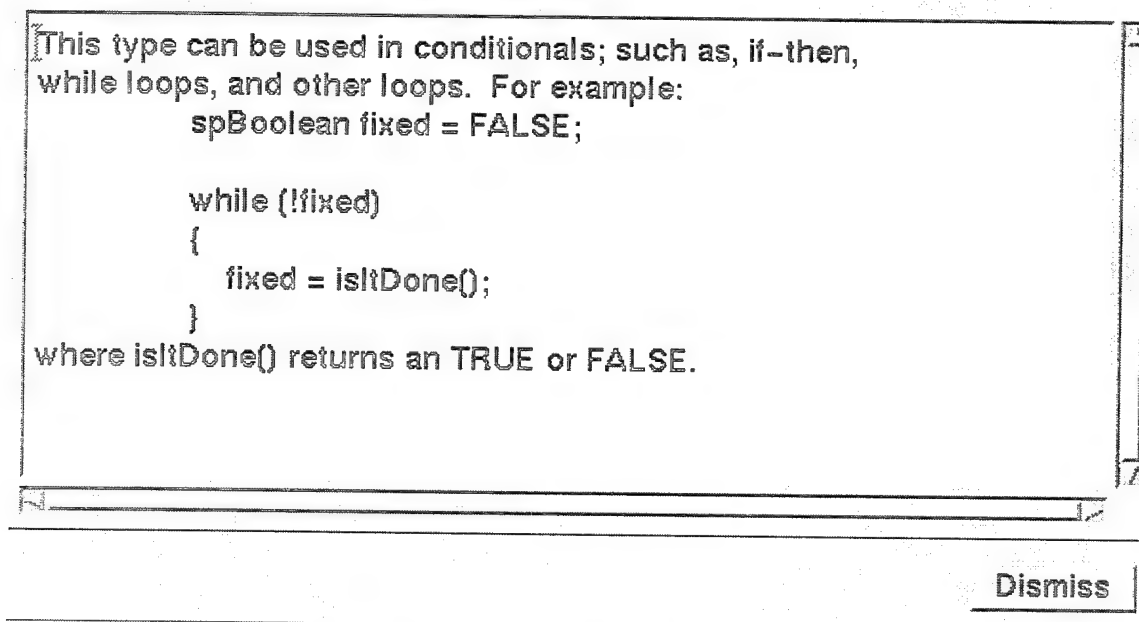 This type can be used in conditionals; such as, if-then,
while loops, and other loops. For example:
spBoolean fixed = FALSE;
while (!fixed)
{
fixed = isItDone();
}
where isItDone() returns an TRUE or FALSE.
Dismiss